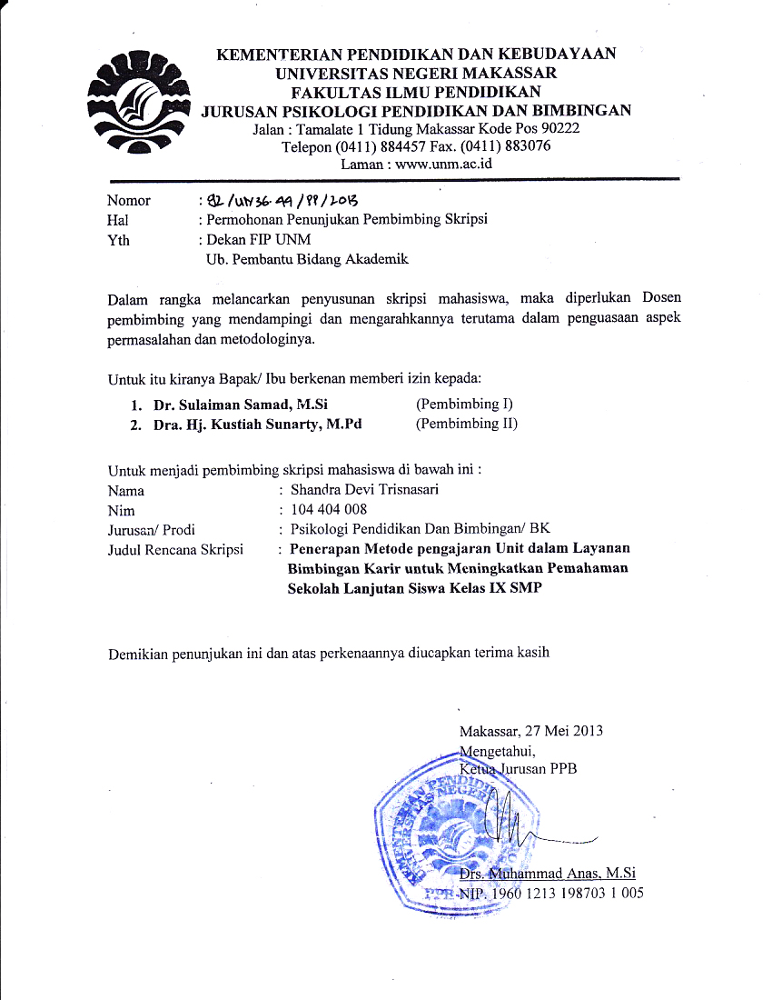 KEMENTERIAN PENDIDIKAN DAN KEBUDAYAAN
UNIVERSITAS NEGERI MAKASSAR
FAKULTAS ILMU PENDIDIKAN
JURUSAN PSIKOLOGI PENDIDIKAN DAN BIMBINGAN
Jalan : Tamalate 1 Tidung Makassar Kode Pos 90222
Telepon (0411) 884457 Fax. (0411) 883076
Laman : www.unm.ac.id
Nomor :
Hal : Permohonan Penunjukan Pembimbing Skripsi
Yth : Dekan FIP UNM
Ub. Pembantu Bidang Akademik
Dalam rangka melancarkan penyusunan skripsi mahasiswa, maka diperlukan Dosen
pembimbing yang mendampingi dan mengarahkannya terutama dalam penguasaan aspek
permasalahan dan metodologinya.
Untuk itu kiranya Bapak/ Ibu berkenan memberi izin kepada:
1. Dr. Sulaiman Samad, M.Si (Pembimbing I)
2. Dra. Hj. Kustiah Sunarty, M.Pd (Pembimbing II)
Untuk menjadi pembimbing skripsi mahasiswa di bawah ini :
Nama : Shandra Devi Trisnasari
Nim : 104 404 008
Jurusan/ Prodi : Psikologi Pendidikan Dan Bimbingan/ BK
Judul Rencana Skripsi : Penerapan Metode pengajaran Unit dalam Layanan
Bimbingan Karir untuk Meningkatkan Pemahaman
Sekolah Lanjutan Siswa Kelas IX SMP
Demikian penunjukan ini dan atas perkenaannya diucapkan terima kasih
Makassar, 27 Mei 2013
Mengetahui,
Ketua Jurusan PPB
KEMENTERIAN PENDIDI
UNIVERSITAS NEGERI
PPB
Drs. Muhammad Anas, M.Si
NIP. 1960 1213 198703 1 005